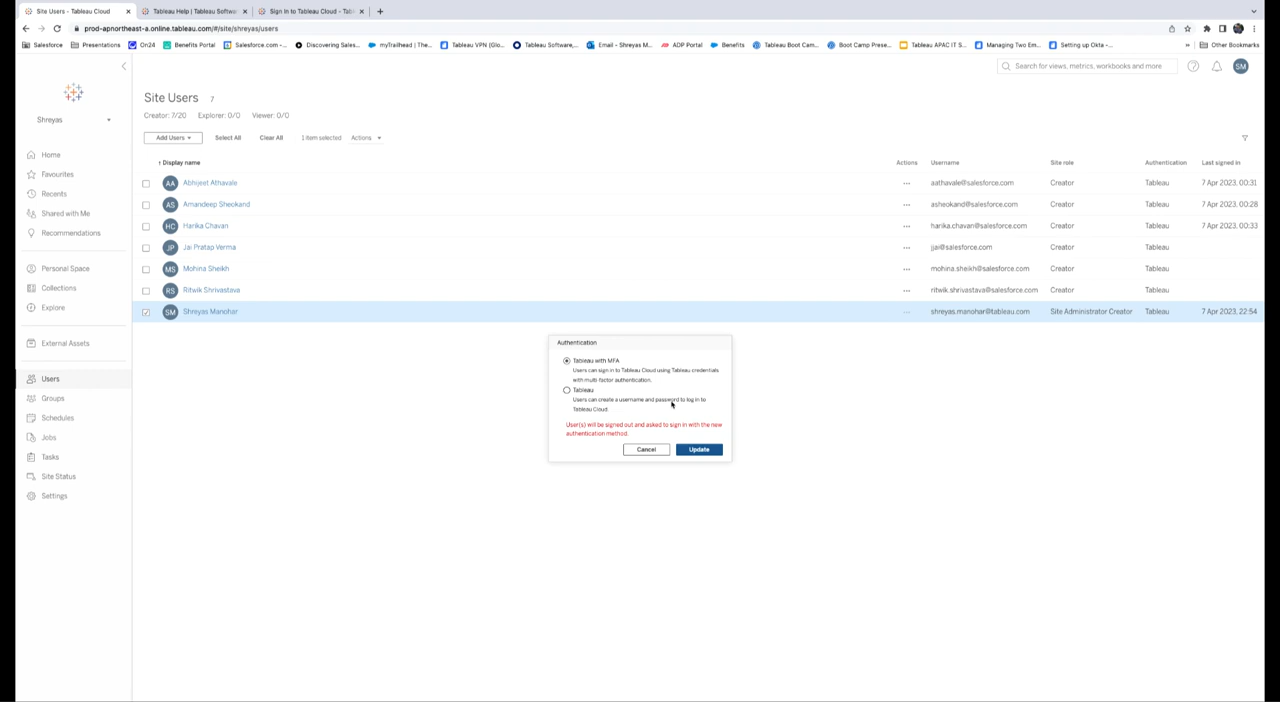 Site Users - Tableau Cloud
Tableau Help | Tableau Softwa
Sign in to Tableau Cloud - Tab
prod-apnortheast-a.online.tableau.com/#/site/shreyas/users
Salesforce
Presentations
On24
Benefits Portal
Salesforce.com -...
Discovering Sales...
myTrailhead | The...
Tableau VPN (Glo...
Tableau Software,...
Email - Shreyas M...
ADP Portal
Benefits
Tableau Boot Cam...
Boot Camp Prese...
Tableau APAC IT S...
Managing Two Em...
Setting up Okta -...
»
Other Bookmarks
Search for views, metrics, workbooks and more
SM
Shreyas
Home
Favourites
Recents
Shared with Me
Recommendations
Personal Space
Collections
Explore
External Assets
Users
Groups
Schedules
Jobs
Tasks
Site Status
Settings
Site Users 7
Creator: 7/20 Explorer: 0/0 Viewer: 0/0
Add Users Select All Clear All 1 item selected Actions
↑ Display name Actions Username Site role Authentication Last signed in
AA Abhijeet Athavale ... aathavale@salesforce.com Creator Tableau 7 Apr 2023, 00:31
AS Amandeep Sheokand ... asheokand@salesforce.com Creator Tableau 7 Apr 2023, 00:28
HC Harika Chavan ... harika.chavan@salesforce.com Creator Tableau 7 Apr 2023, 00:33
JP Jai Pratap Verma ... jjai@salesforce.com Creator Tableau
MS Mohina Sheikh ... mohina.sheikh@salesforce.com Creator Tableau
RS Ritwik Shrivastava ... ritwik.shrivastava@salesforce.com Creator Tableau
SM Shreyas Manohar ... shreyas.manohar@tableau.com Site Administrator Creator Tableau 7 Apr 2023, 22:54
Authentication
Tableau with MFA
Users can sign in to Tableau Cloud using Tableau credentials
with multi-factor authentication.
Tableau
Users can create a username and password to log in to
Tableau Cloud
User(s) will be signed out and asked to sign in with the new
authentication method.
Cancel Update